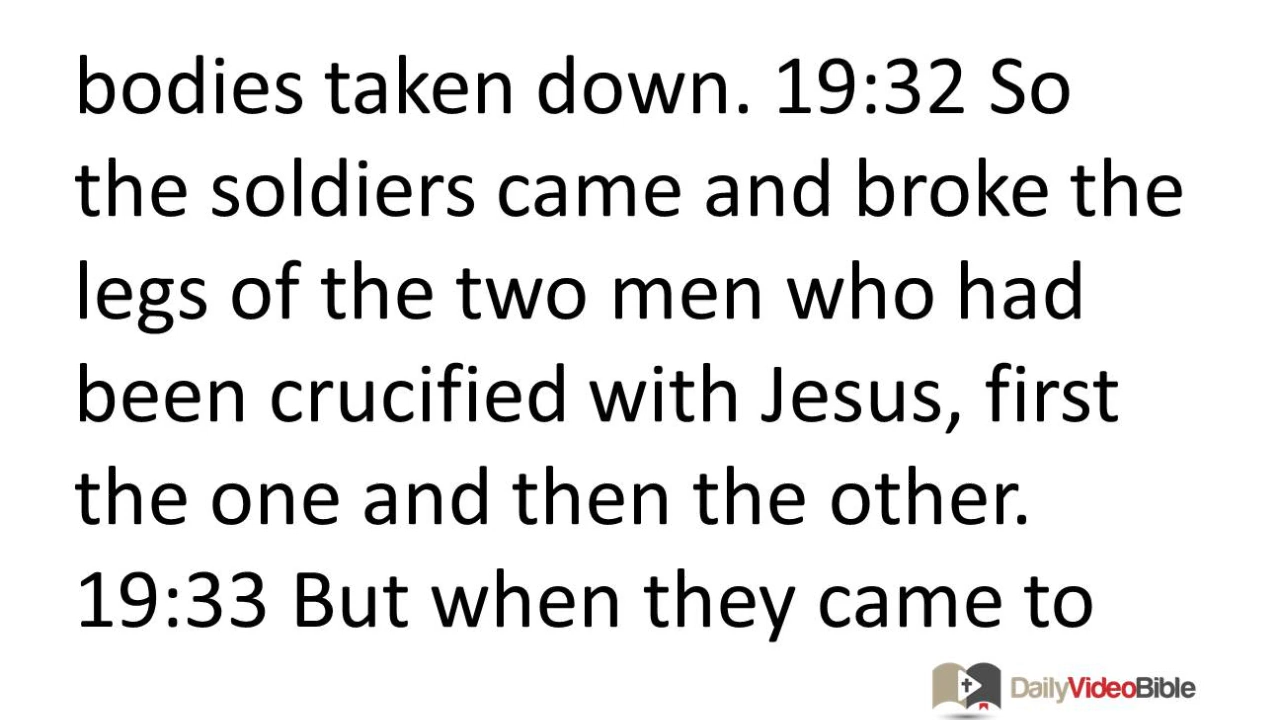 bodies taken down. 19:32 So
the soldiers came and broke the
legs of the two men who had
been crucified with Jesus, first
the one and then the other.
19:33 But when they came to
DailyVideoBible